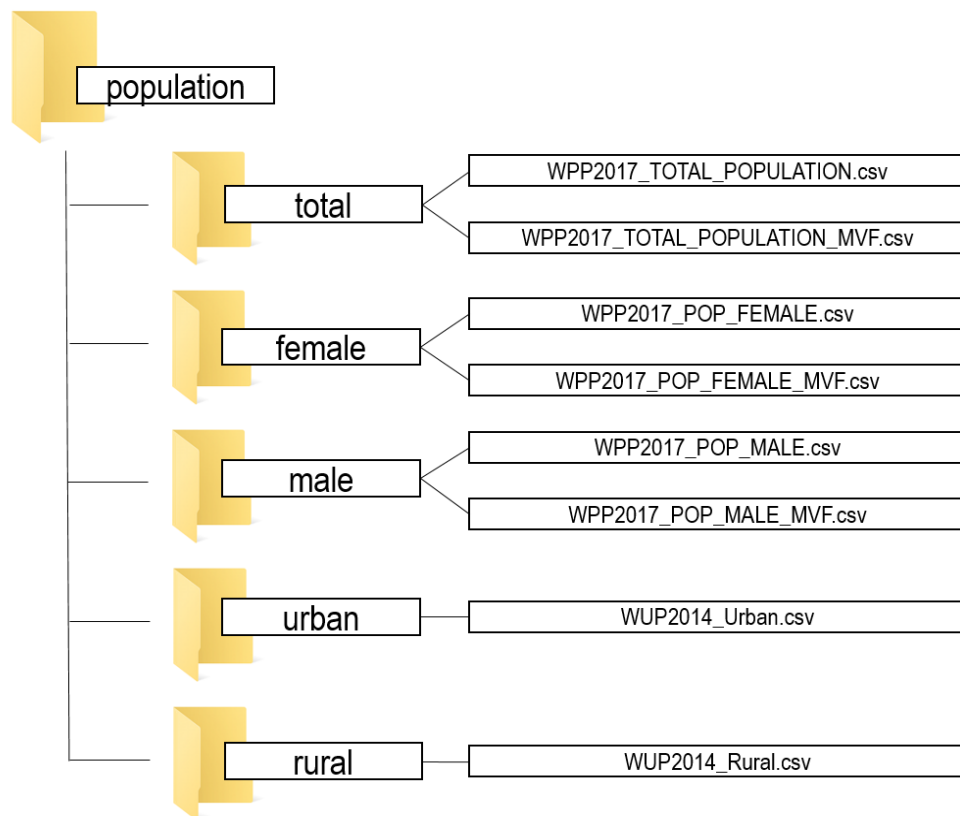 population
total
WPP2017_TOTAL_POPULATION.csv
WPP2017_TOTAL_POPULATION_MVF.csv
female
WPP2017_POP_FEMALE.csv
WPP2017_POP_FEMALE_MVF.csv
male
WPP2017_POP_MALE.csv
WPP2017_POP_MALE_MVF.csv
urban
WUP2014_Urban.csv
rural
WUP2014_Rural.csv